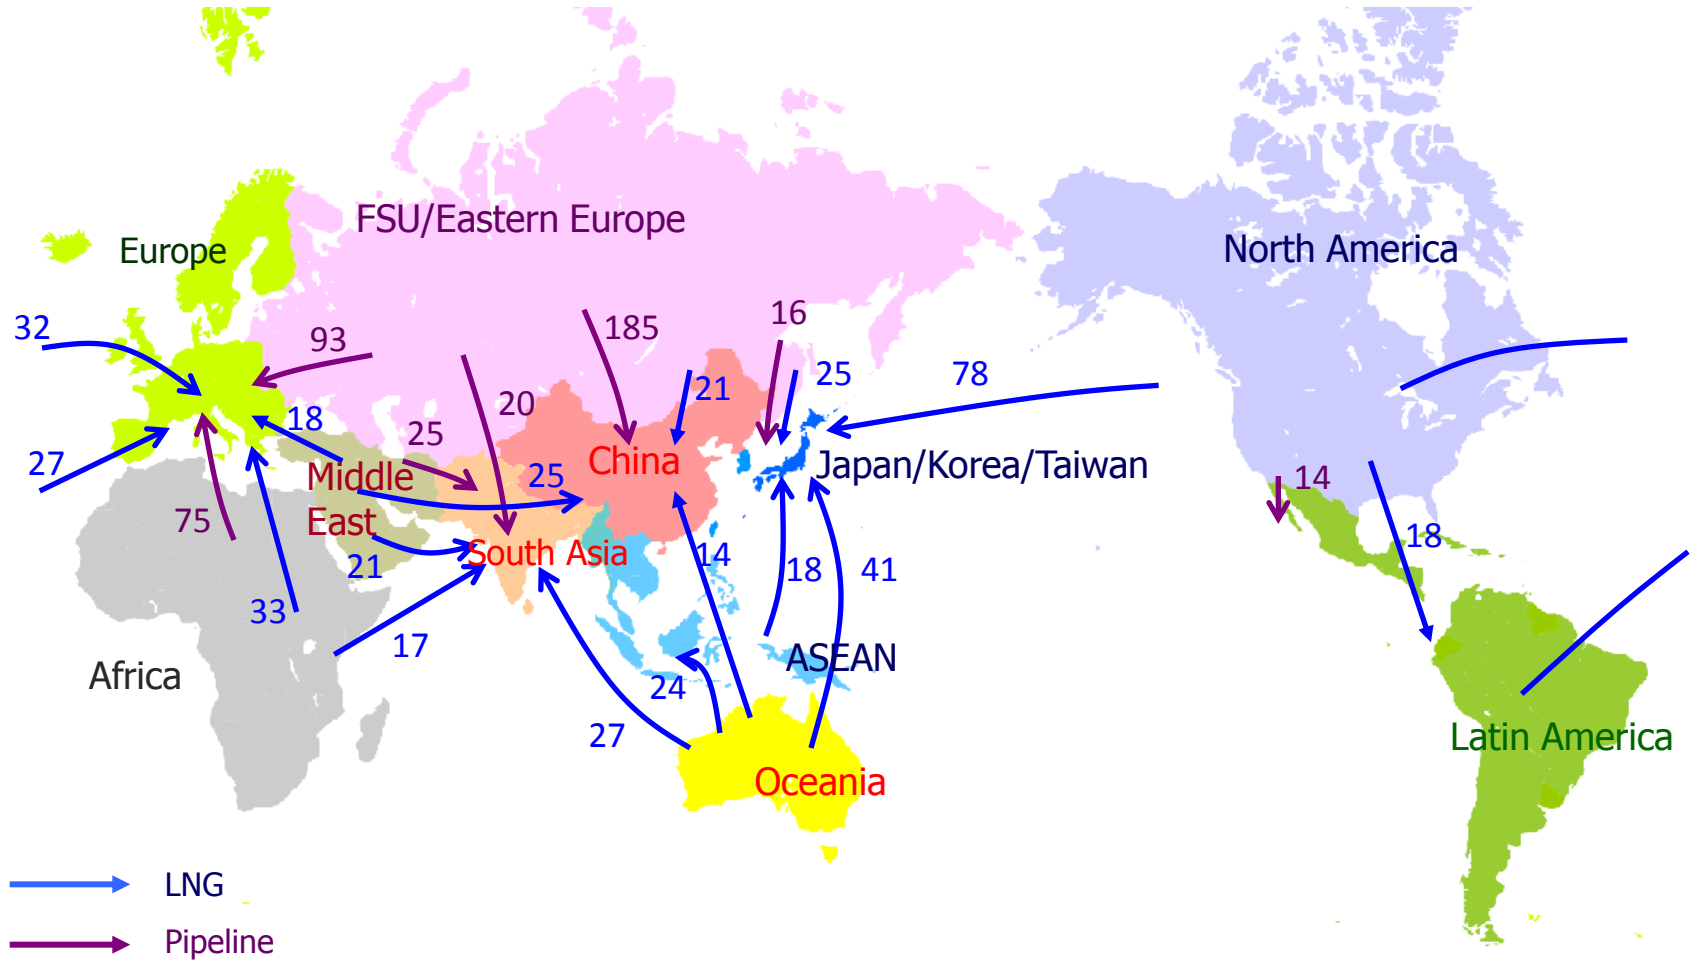 FSU/Eastern Europe
Europe
North America
32
93
185
16
21
25
78
20
18
25
27
China
Japan/Korea/Taiwan
Middle
East
25
14
75
South Asia
14
18
21
18
41
33
17
Africa
ASEAN
24
27
Latin America
Oceania
LNG
Pipeline